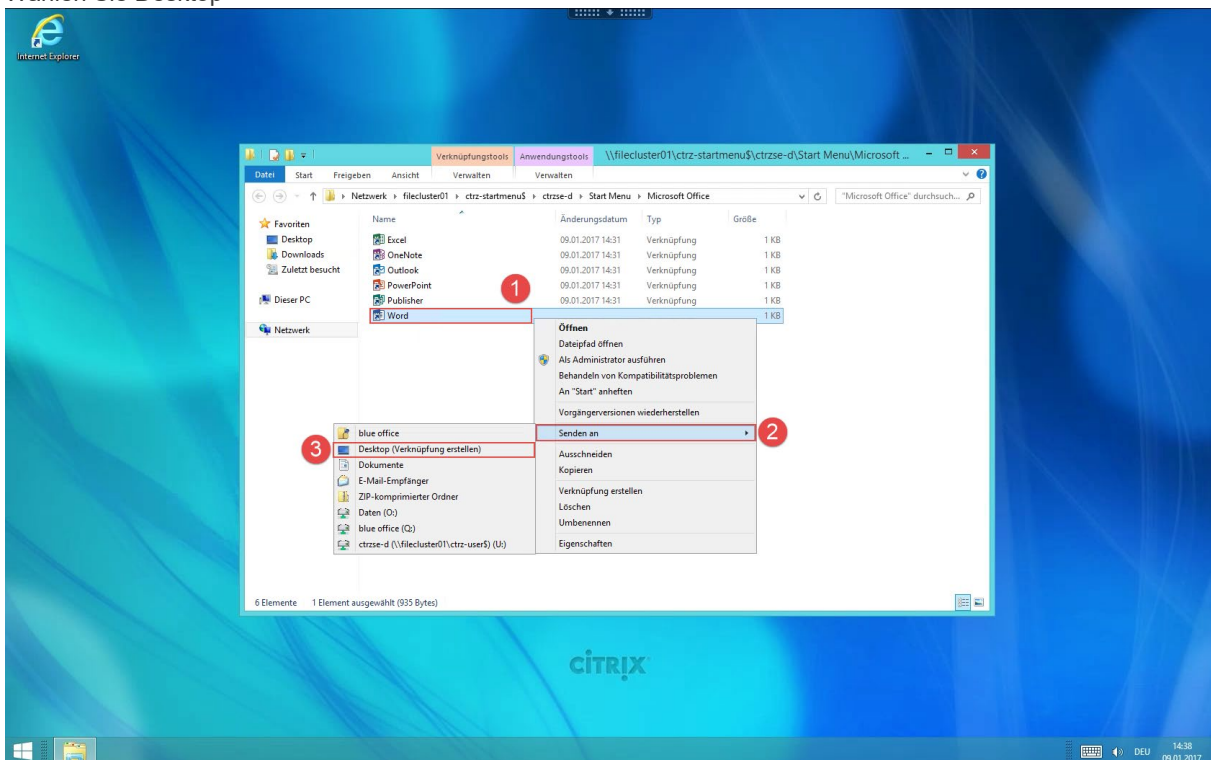 Internet Explorer
Verknüpfungstools Anwendungstools \\filecluster01\ctrz-startmenu$\ctrzse-d\Start Menu\Microsoft ...
Datei Start Freigeben Ansicht Verwalten Verwalten
Netzwerk Filecluster01 ctrz-startmenu$ ctrzse-d Start Menu Microsoft Office "Microsoft Office" durchsuch...
Favoriten
Desktop
Downloads
Zuletzt besucht
Dieser PC
Netzwerk
Name Änderungsdatum Typ Größe
Excel 09.01.2017 14:31 Verknüpfung 1 KB
OneNote 09.01.2017 14:31 Verknüpfung 1 KB
Outlook 09.01.2017 14:31 Verknüpfung 1 KB
PowerPoint 09.01.2017 14:31 Verknüpfung 1 KB
Publisher 09.01.2017 14:31 Verknüpfung 1 KB
Word 1 KB
1
Öffnen
Dateipfad öffnen
Als Administrator ausführen
Behandeln von Kompatibilitätsproblemen
An "Start" anheften
Vorgängerversionen wiederherstellen
Senden an
2
Ausschneiden
Kopieren
Verknüpfung erstellen
Löschen
Umbenennen
Eigenschaften
blue office
3
Desktop (Verknüpfung erstellen)
Dokumente
E-Mail-Empfänger
ZIP-komprimierter Ordner
Daten (O:)
blue office (Q:)
ctrzse-d (\\filecluster01\ctrz-user$) (U:)
6 Elemente 1 Element ausgewählt (935 Bytes)
CITRIX
DEU 14:38
09.01.2017